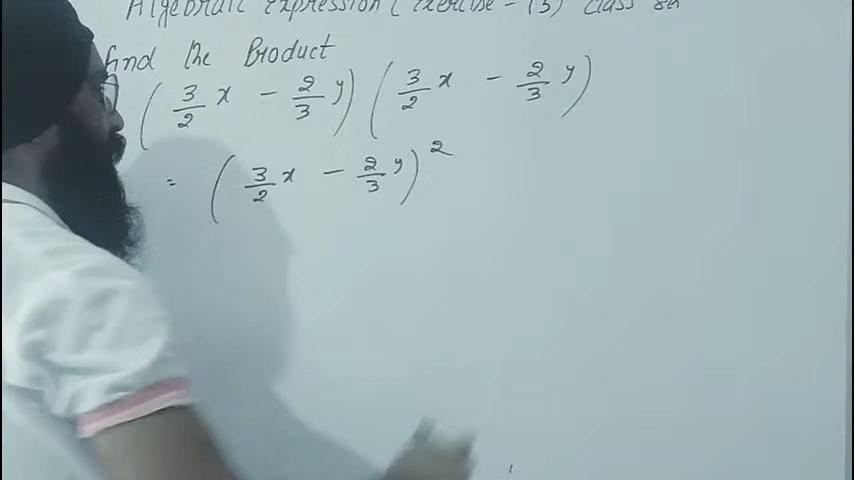 Algebraic Expression (Exercise - 13) Class 8th
Find the Product
(3/2 x - 2/3 y) (3/2 x - 2/3 y)
= (3/2 x - 2/3 y)²